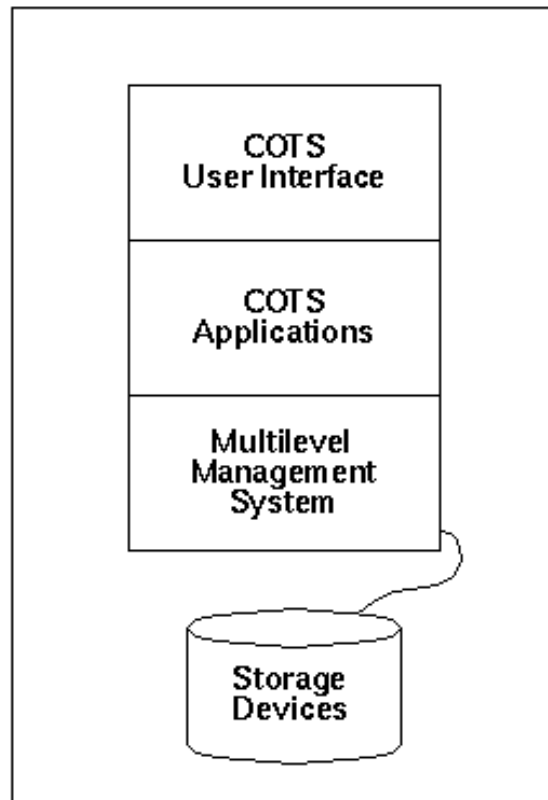 COTS
User Interface
COTS
Applications
Multilevel
Management
System
Storage
Devices